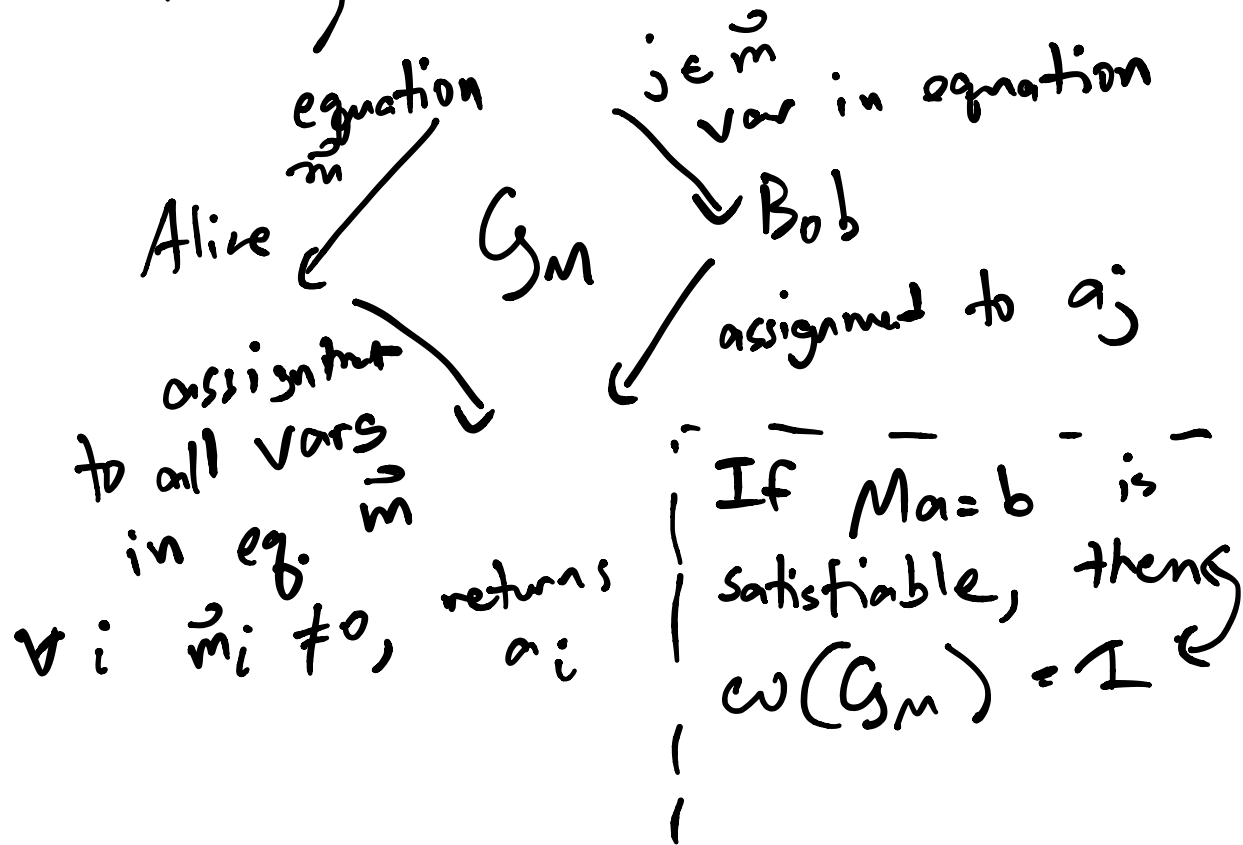 equation
m⃗
j ∈ m⃗
var in equation
Alice
G_M
Bob
assignment
to all vars
in eq. m⃗
∀ i m⃗_i ≠ 0, returns
a_i
assigned to a_j
If Ma = b is
satisfiable, then
ω(G_M) = 1